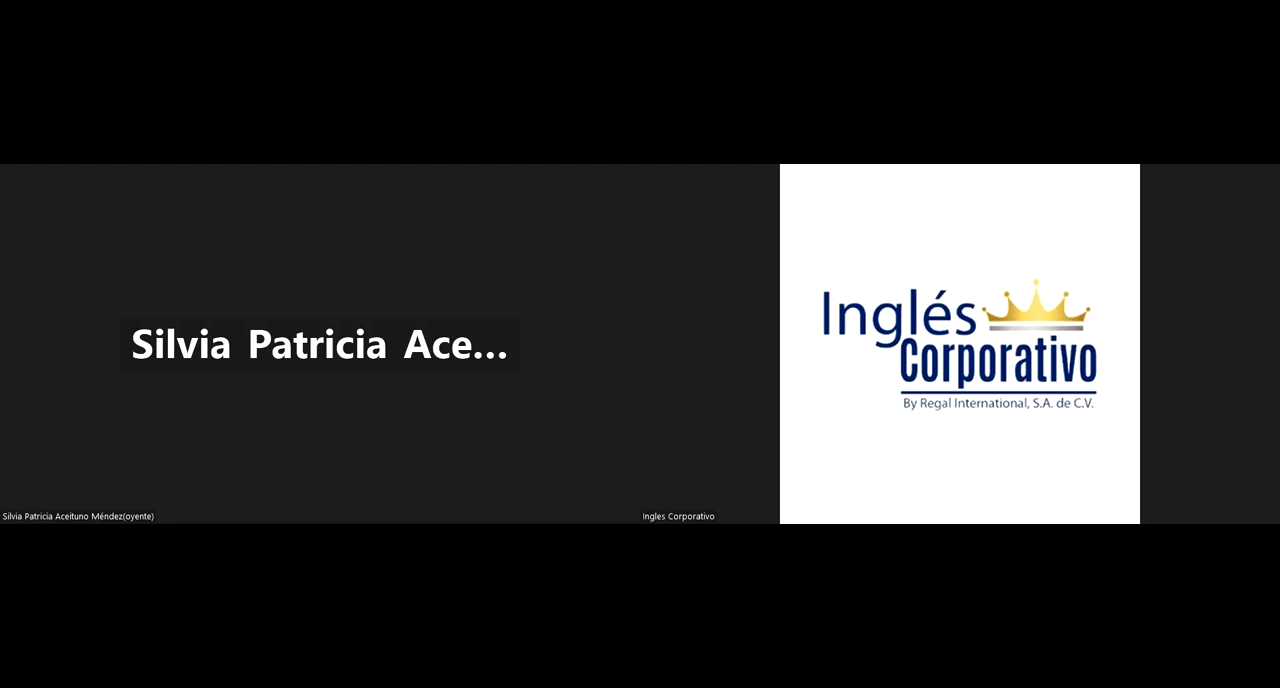 Silvia Patricia Ace...
Inglés
Corporativo
By Regal International, S.A. de C.V.
Silvia Patricia Aceituno Méndez(oyente)
Ingles Corporativo